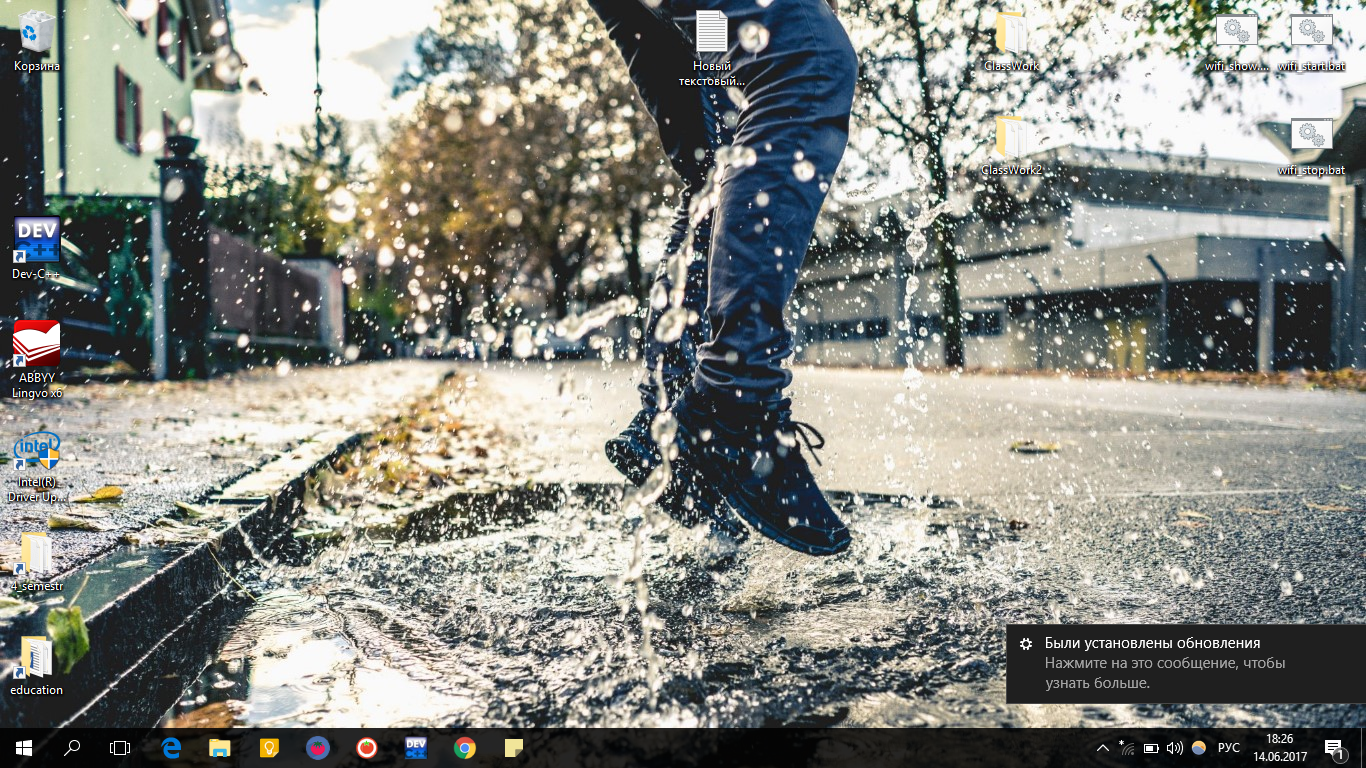 Корзина
Новый
текстовый...
ClassWork
wifi_show....
wifi_start.bat
ClassWork2
wifi_stop.bat
DEV
C++
Dev-C++
ABBYY
Lingvo x6
intel
Intel(R)
Driver Up...
4_semestr
education
Были установлены обновления
Нажмите на это сообщение, чтобы
узнать больше.
DEV
РУС
18:26
14.06.2017
1